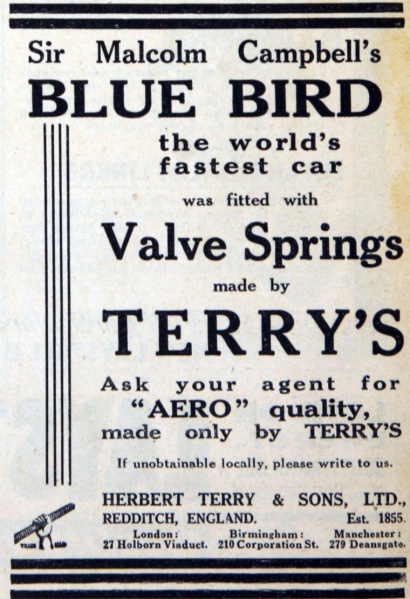 Sir Malcolm Campbell's
BLUE BIRD
the world's
fastest car
was fitted with
Valve Springs
made by
TERRY'S
Ask your agent for
"AERO" quality,
made only by TERRY'S
If unobtainable locally, please write to us.
HERBERT TERRY & SONS, LTD.,
REDDITCH, ENGLAND. Est. 1855.
London: Birmingham: Manchester:
27 Holborn Viaduct. 210 Corporation St. 279 Deansgate.